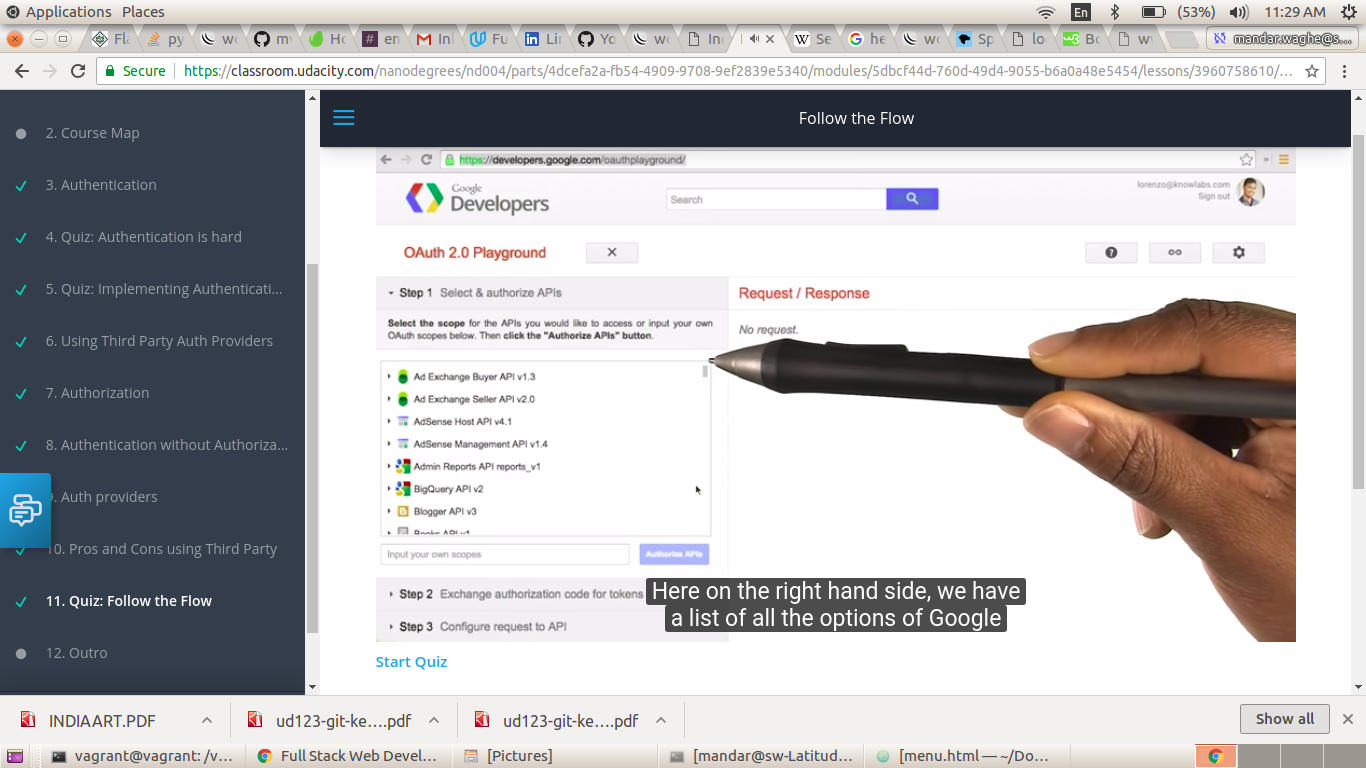 Applications Places
En
(53%)
11:29 AM
Fla
py
wo
my
Ho
en
Inl
Fu
Lin
Yo
wo
Inc
Se
he
wo
Sp
lo
Bo
wv
mandar.waghe@s...
Secure
https://classroom.udacity.com/nanodegrees/nd004/parts/4dcefa2a-fb54-4909-9708-9ef2839e5340/modules/5dbcf44d-760d-49d4-9055-b6a0a48e5454/lessons/3960758610/...
2. Course Map
3. Authentication
4. Quiz: Authentication is hard
5. Quiz: Implementing Authenticati...
6. Using Third Party Auth Providers
7. Authorization
8. Authentication without Authoriza...
9. Auth providers
10. Pros and Cons using Third Party
11. Quiz: Follow the Flow
12. Outro
Follow the Flow
https://developers.google.com/oauthplayground/
Google
Developers
Search
lorenzo@knowlabs.com
Sign out
OAuth 2.0 Playground
Step 1 Select & authorize APIs
Select the scope for the APIs you would like to access or input your own
OAuth scopes below. Then click the "Authorize APIs" button.
Ad Exchange Buyer API v1.3
Ad Exchange Seller API v2.0
AdSense Host API v4.1
AdSense Management API v1.4
Admin Reports API reports_v1
BigQuery API v2
Blogger API v3
Books API v1
Input your own scopes
Authorize APIs
Step 2 Exchange authorization code for tokens
Step 3 Configure request to API
Request / Response
No request.
Here on the right hand side, we have
a list of all the options of Google
Start Quiz
INDIAART.PDF
ud123-git-ke....pdf
ud123-git-ke....pdf
Show all
vagrant@vagrant: /v...
Full Stack Web Devel...
[Pictures]
[mandar@sw-Latitud...
[menu.html — ~/Do...